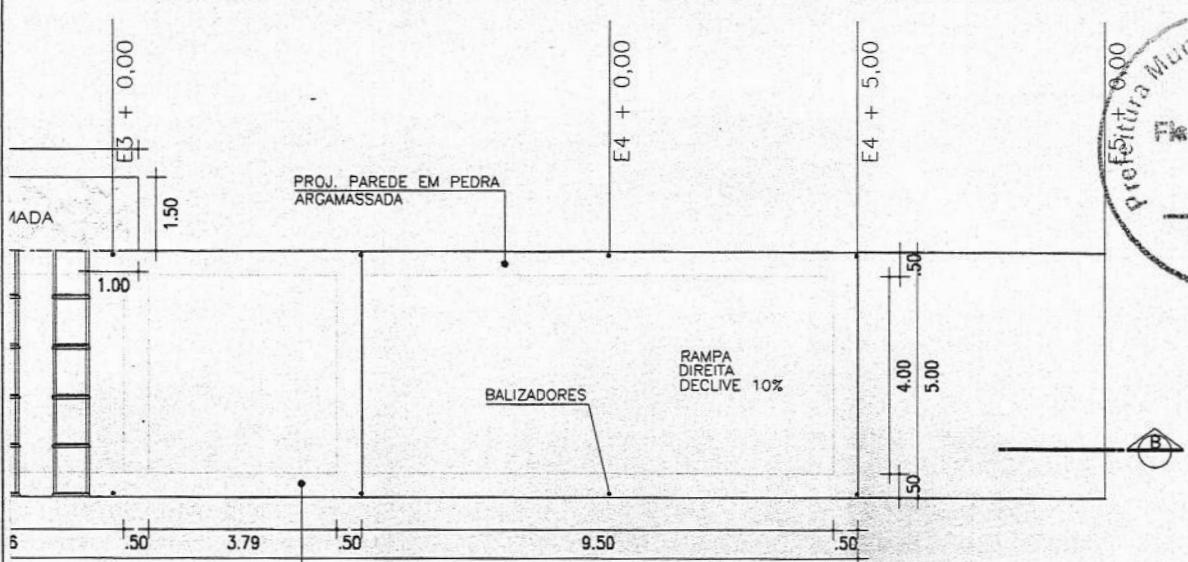 E3 + 0,00
E4 + 0,00
E4 + 5,00
E5 + 0,00
Prefeitura
PROJ. PAREDE EM PEDRA
ARGAMASSADA
1.50
1.00
.50
RAMPA
DIREITA
DECLIVE 10%
4.00
5.00
BALIZADORES
B
.50
.50
3.79
.50
9.50
.50